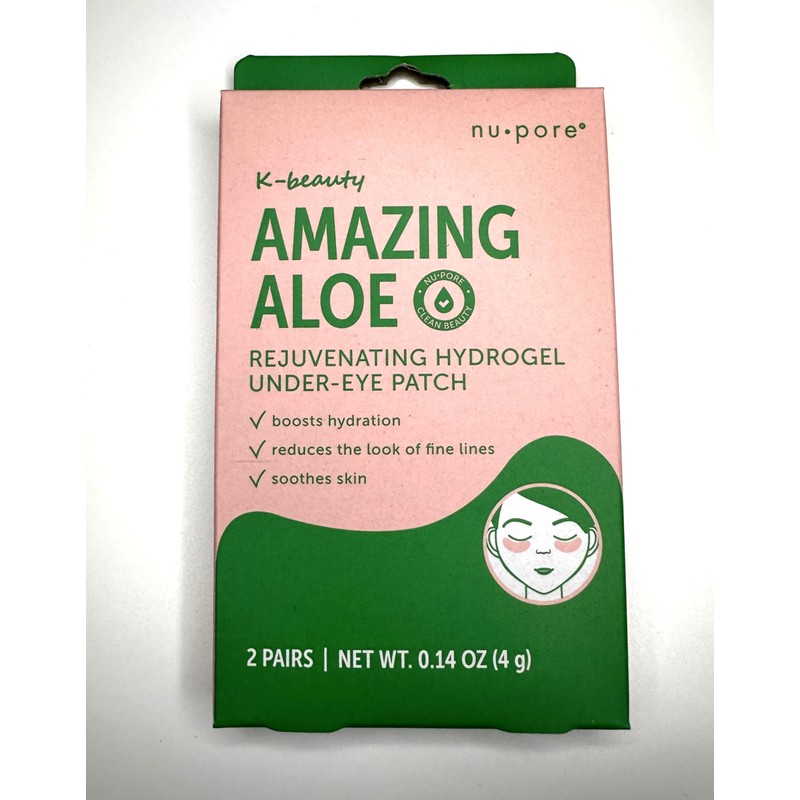 nu•pore®
K-beauty
AMAZING
ALOE
NU•PORE
CLEAN BEAUTY
REJUVENATING HYDROGEL
UNDER-EYE PATCH
✓ boosts hydration
✓ reduces the look of fine lines
✓ soothes skin
2 PAIRS | NET WT. 0.14 OZ (4 g)